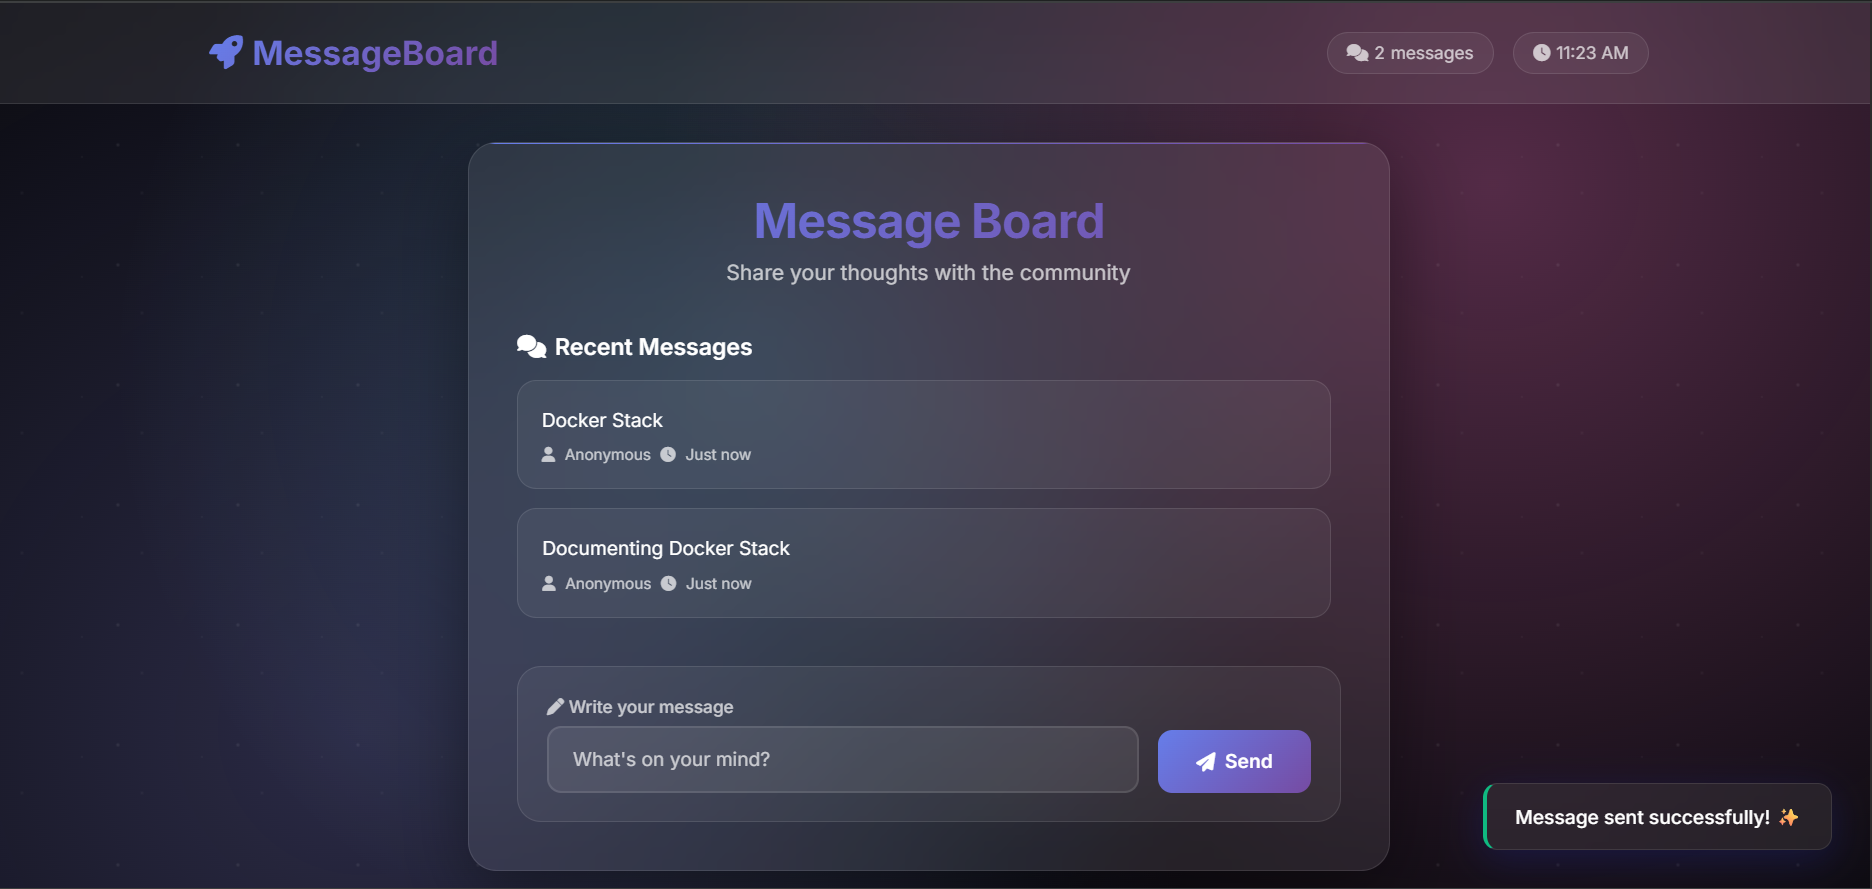 MessageBoard
2 messages
11:23 AM
Message Board
Share your thoughts with the community
Recent Messages
Docker Stack
Anonymous Just now
Documenting Docker Stack
Anonymous Just now
Write your message
What's on your mind?
Send
Message sent successfully! ✨